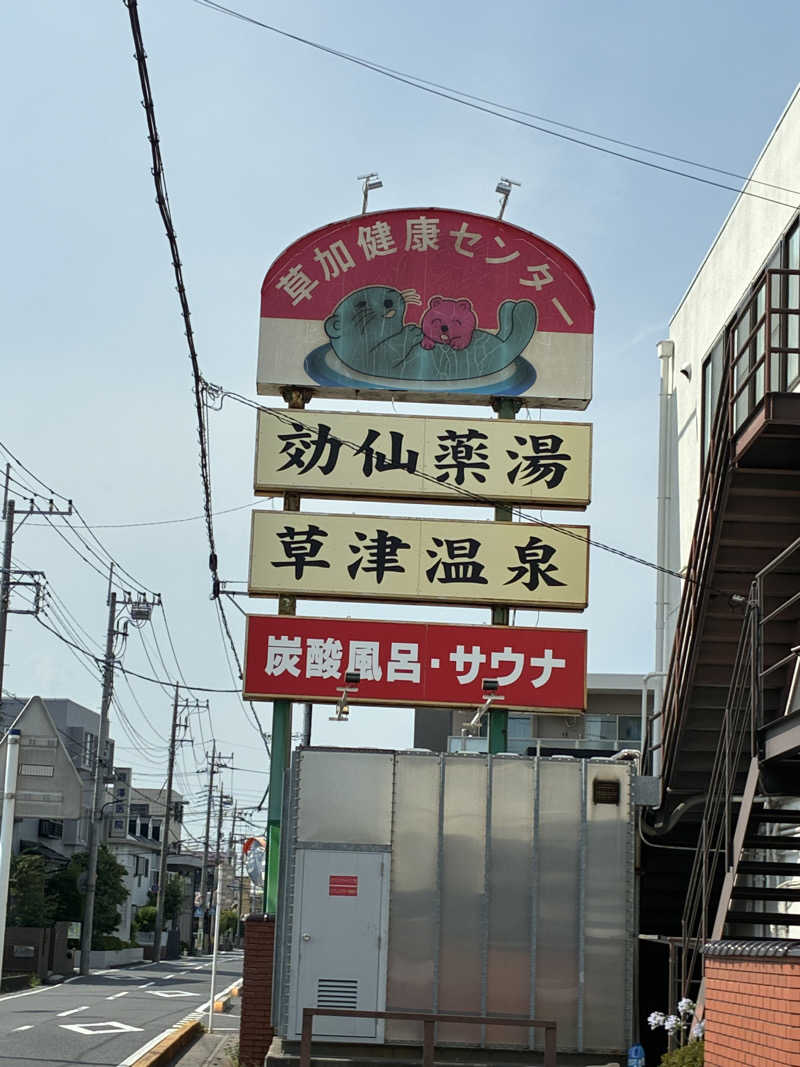 草加健康センター
効仙薬湯
草津温泉
炭酸風呂・サウナ